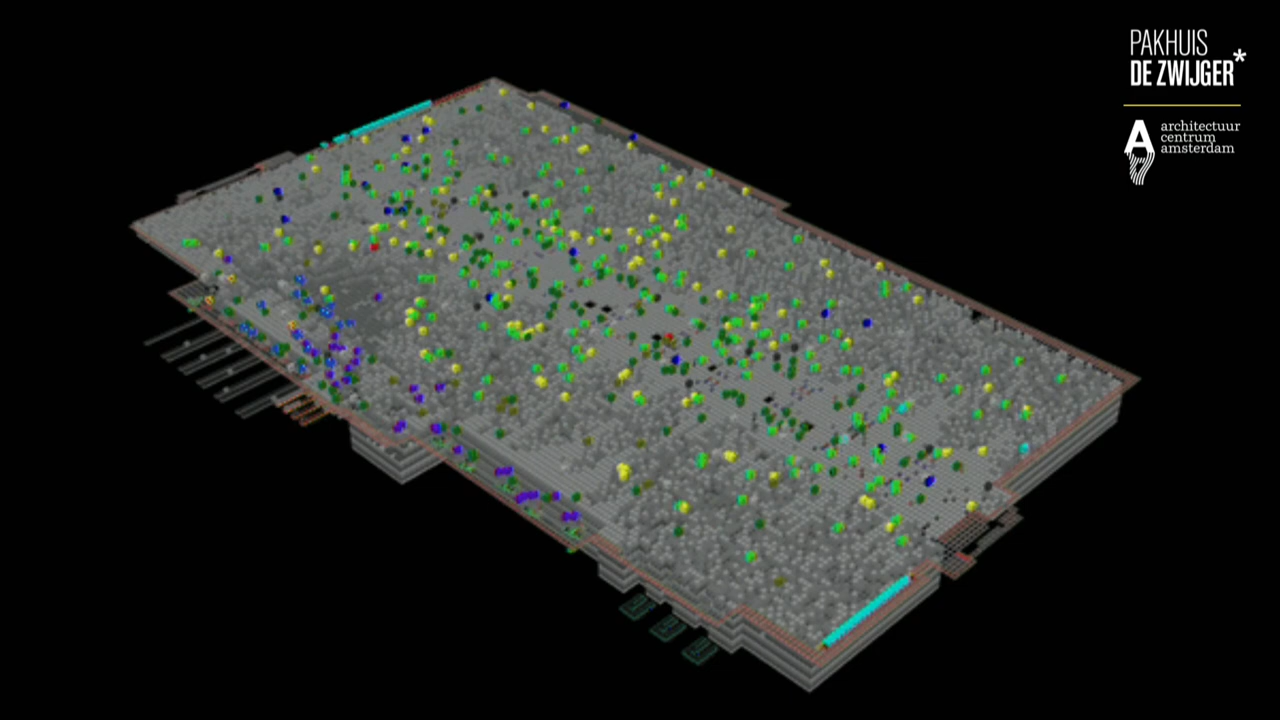 PAKHUIS
DE ZWIJGER*
architectuur
centrum
amsterdam